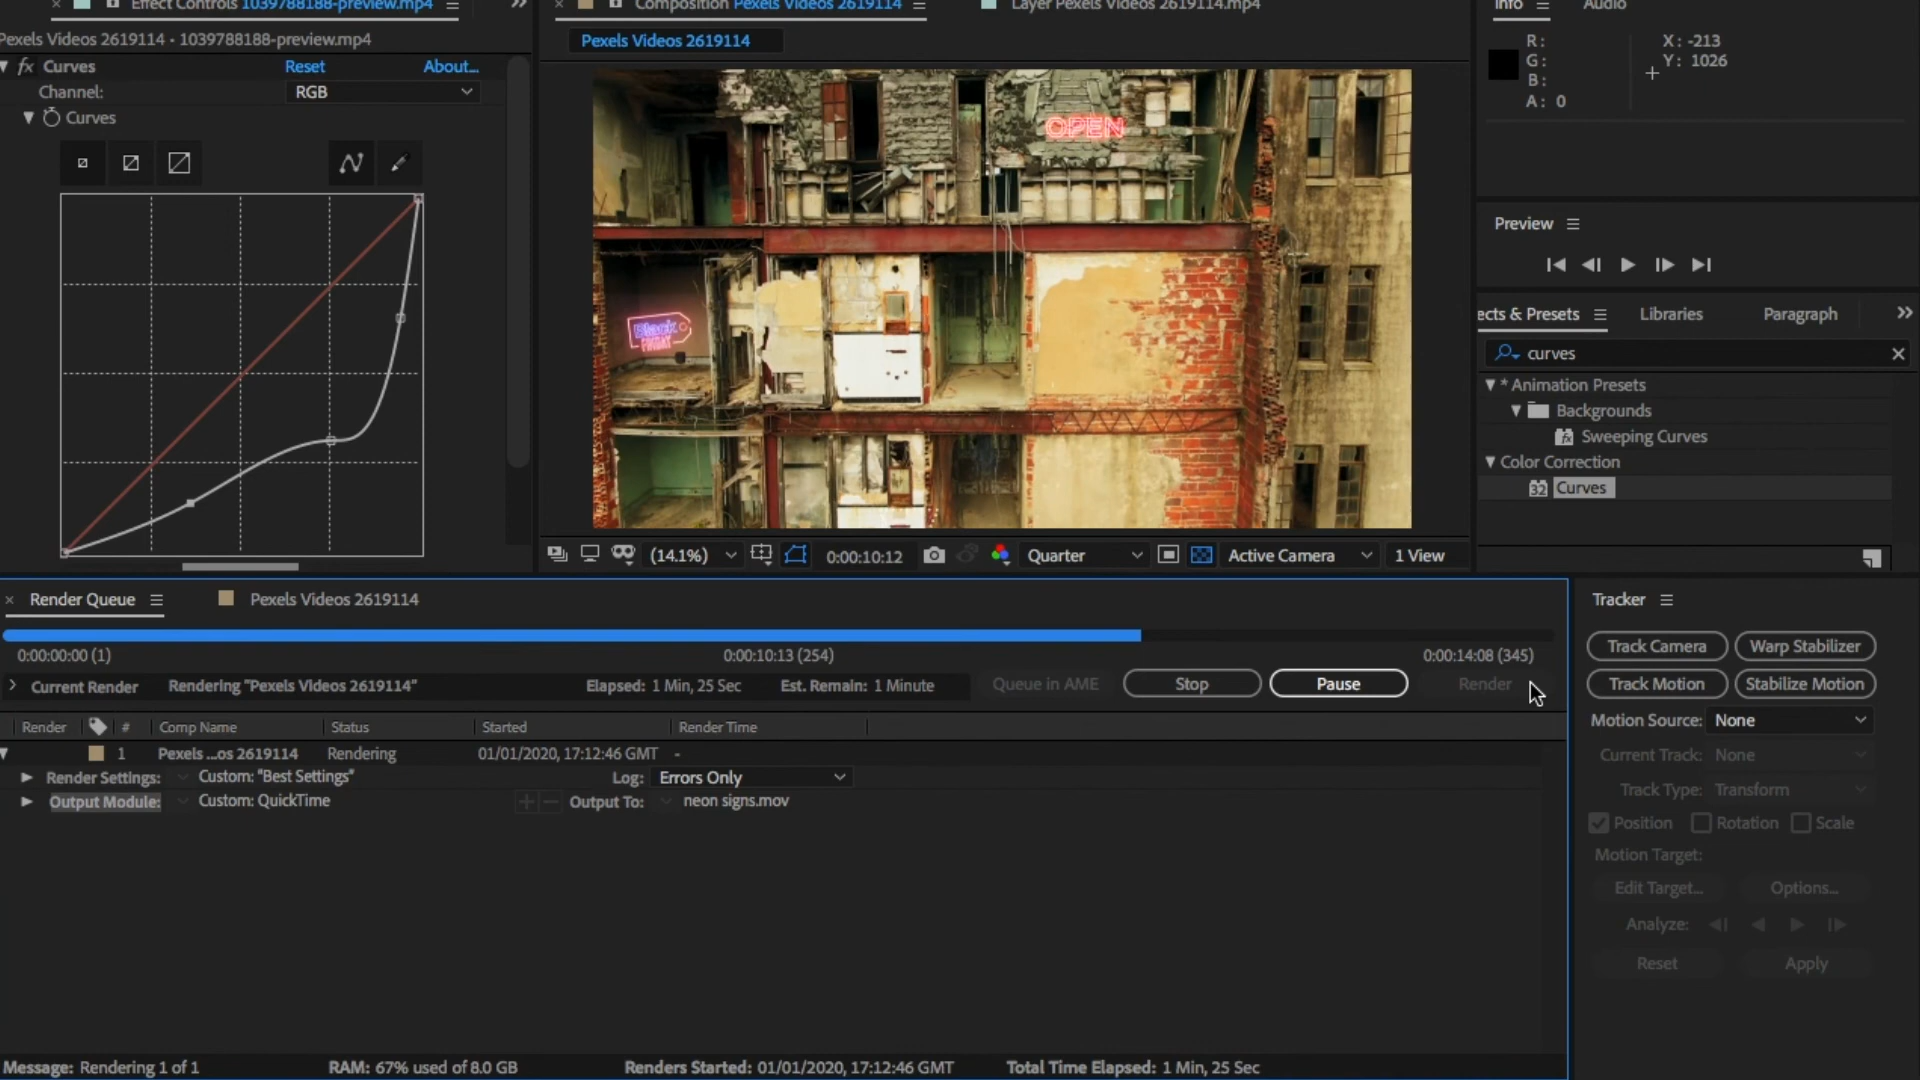 Effect Controls 1039788188-preview.mp4
Pexels Videos 2619114 • 1039788188-preview.mp4
fx Curves Reset About...
Channel: RGB
Curves
Composition Pexels Videos 2619114
Layer Pexels Videos 2619114.mp4
Pexels Videos 2619114
OPEN
Black
FRIDAY
(14.1%) 0:00:10:12 Quarter Active Camera 1 View
Info Audio
R: X: -213
G: Y: 1026
B:
A: 0
Preview
ects & Presets Libraries Paragraph
curves
* Animation Presets
Backgrounds
Sweeping Curves
Color Correction
32 Curves
Render Queue Pexels Videos 2619114
0:00:00:00 (1) 0:00:10:13 (254) 0:00:14:08 (345)
Current Render Rendering "Pexels Videos 2619114" Elapsed: 1 Min, 25 Sec Est. Remain: 1 Minute Queue in AME Stop Pause Render
Render # Comp Name Status Started Render Time
1 Pexels ...os 2619114 Rendering 01/01/2020, 17:12:46 GMT -
Render Settings: Custom: "Best Settings" Log: Errors Only
Output Module: Custom: QuickTime Output To: neon signs.mov
Tracker
Track Camera Warp Stabilizer
Track Motion Stabilize Motion
Motion Source: None
Current Track: None
Track Type: Transform
Position Rotation Scale
Motion Target:
Edit Target... Options...
Analyze:
Reset Apply
Message: Rendering 1 of 1 RAM: 67% used of 8.0 GB Renders Started: 01/01/2020, 17:12:46 GMT Total Time Elapsed: 1 Min, 25 Sec